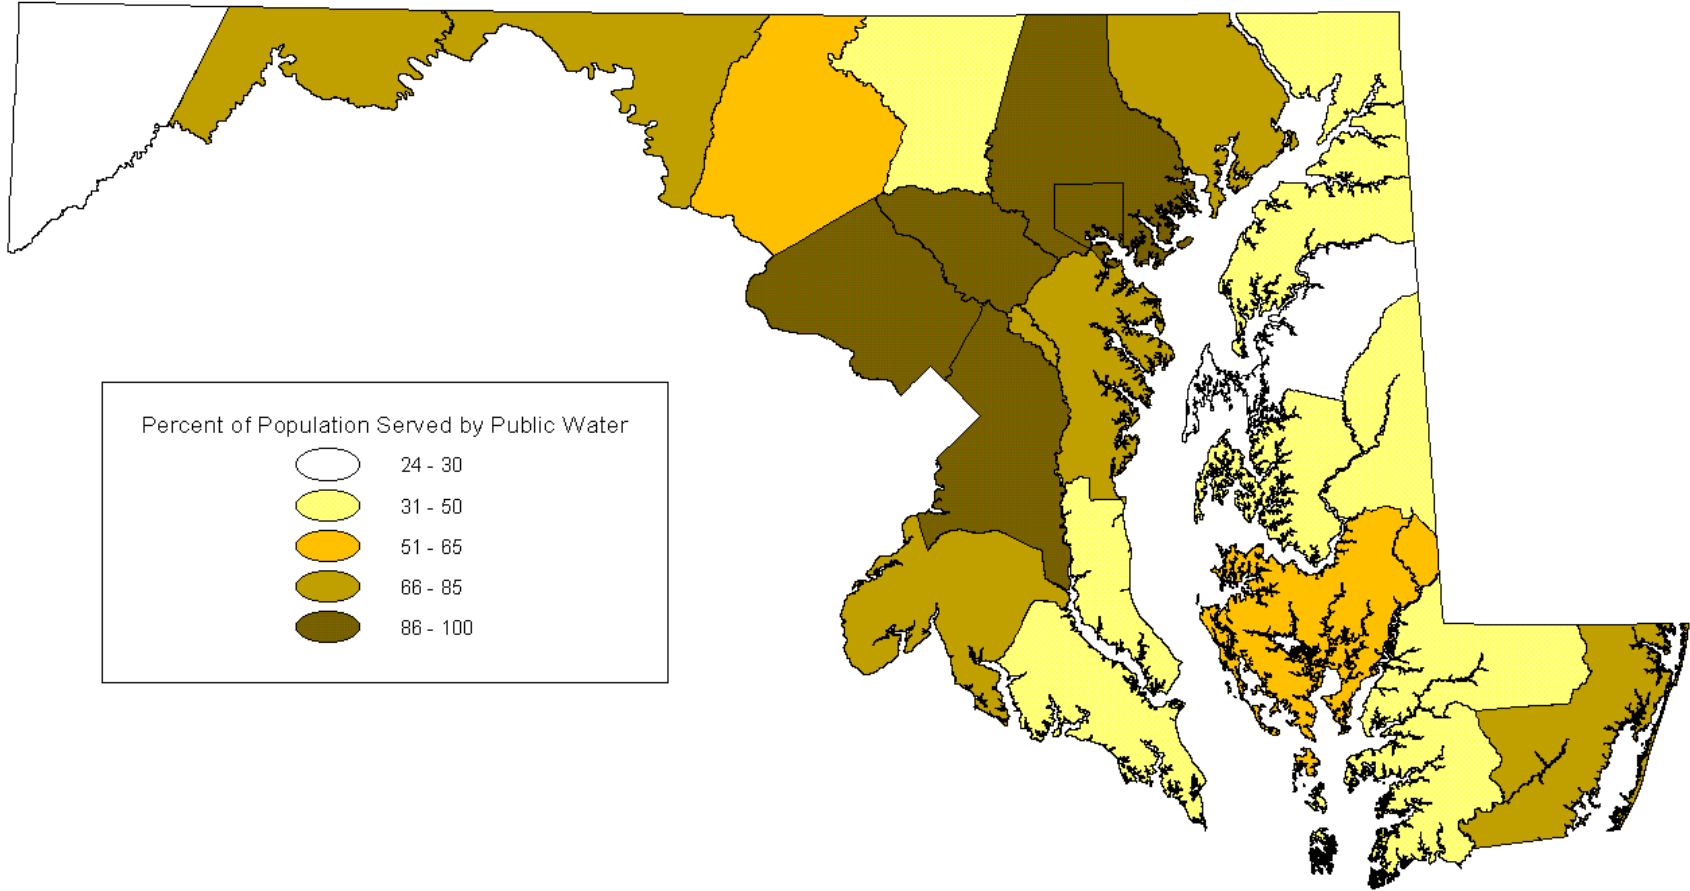 Percent of Population Served by Public Water
24 - 30
31 - 50
51 - 65
66 - 85
86 - 100